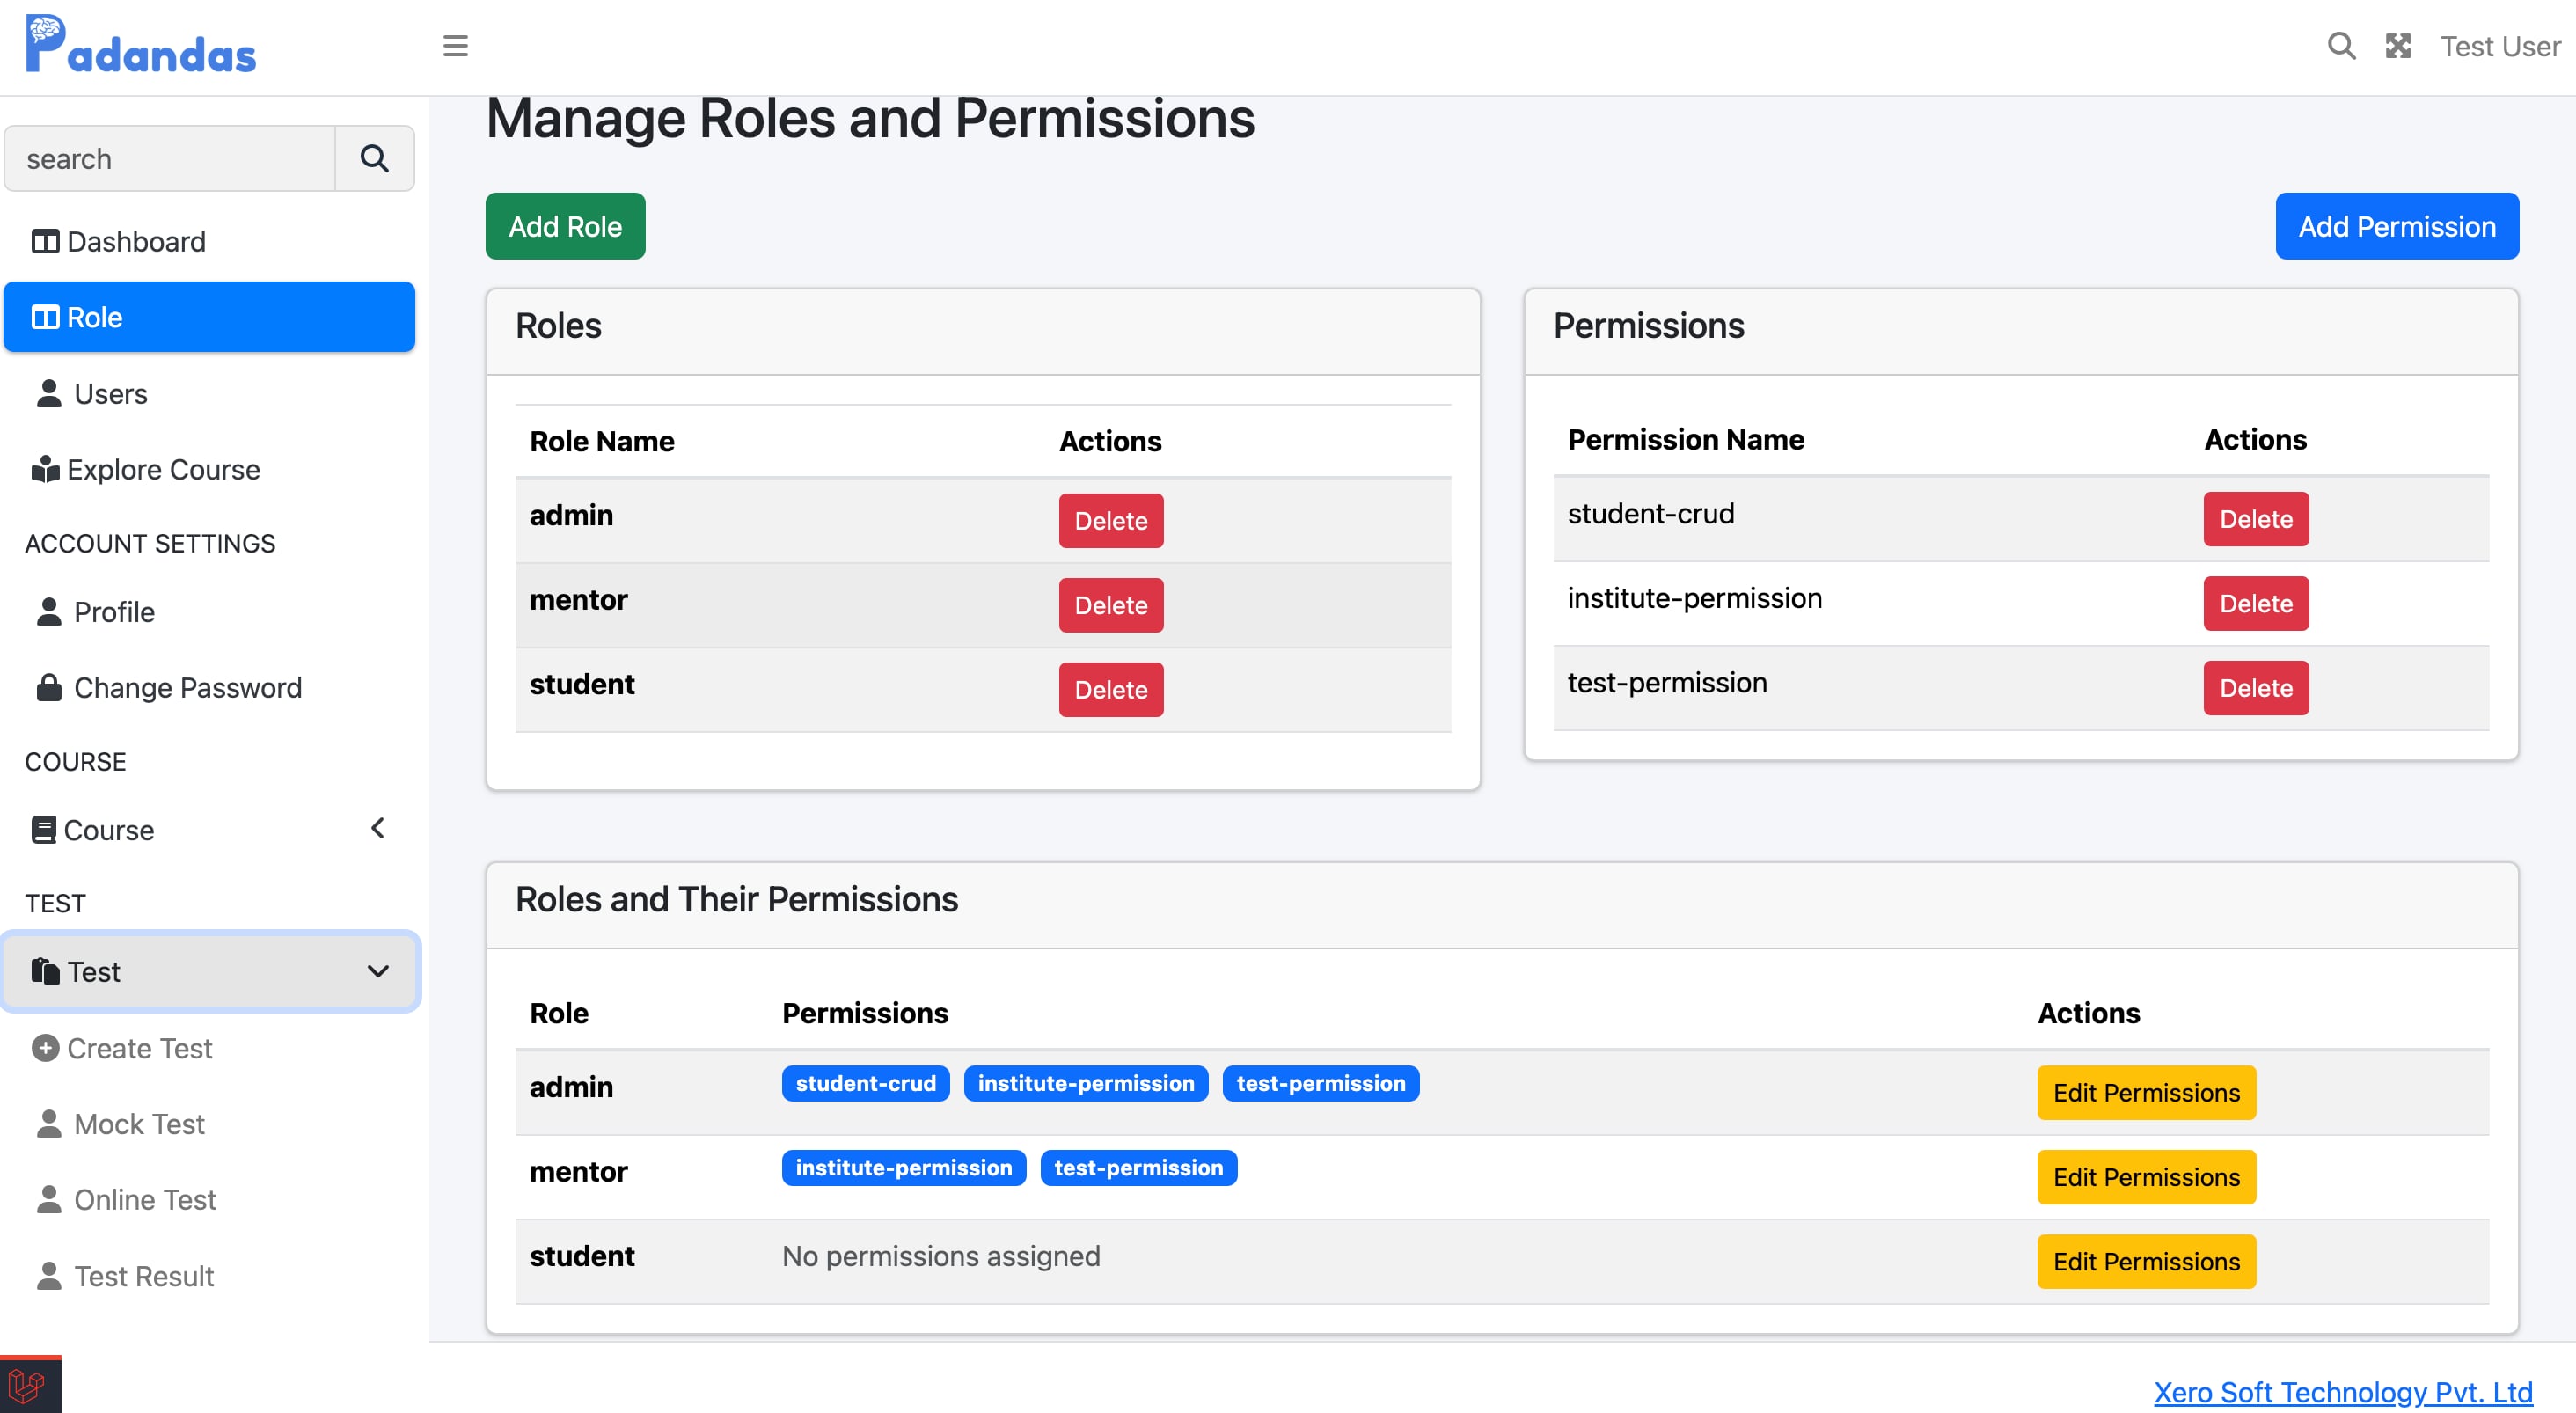 Padandas
Test User
search
Dashboard
Role
Users
Explore Course
ACCOUNT SETTINGS
Profile
Change Password
COURSE
Course
TEST
Test
Create Test
Mock Test
Online Test
Test Result
Manage Roles and Permissions
Add Role
Add Permission
Roles
Role Name Actions
admin Delete
mentor Delete
student Delete
Permissions
Permission Name Actions
student-crud Delete
institute-permission Delete
test-permission Delete
Roles and Their Permissions
Role Permissions Actions
admin student-crud institute-permission test-permission Edit Permissions
mentor institute-permission test-permission Edit Permissions
student No permissions assigned Edit Permissions
Xero Soft Technology Pvt. Ltd